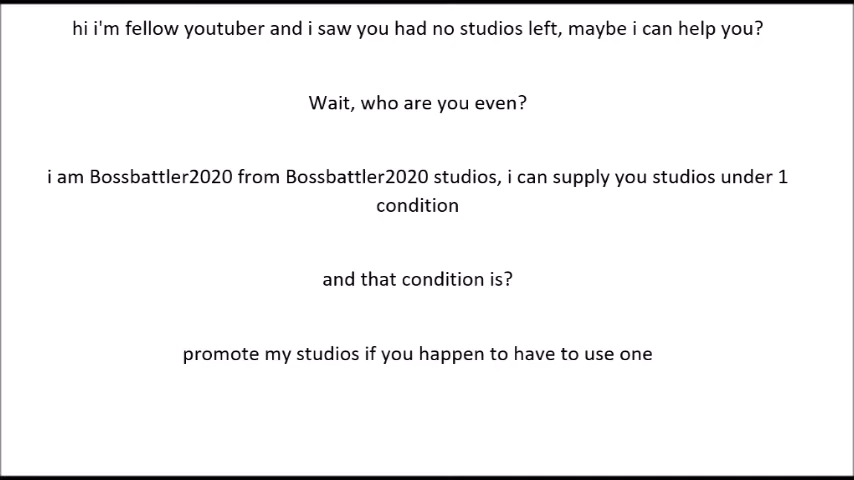 hi i'm fellow youtuber and i saw you had no studios left, maybe i can help you?
Wait, who are you even?
i am Bossbattler2020 from Bossbattler2020 studios, i can supply you studios under 1
condition
and that condition is?
promote my studios if you happen to have to use one